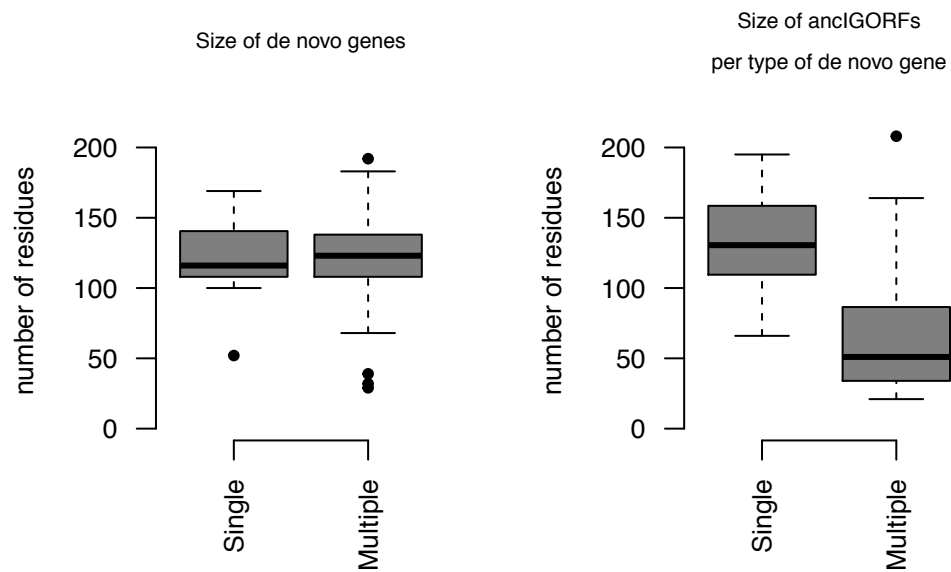 Size of de novo genes
number of residues
200
150
100
50
0
Single
Multiple
Size of ancIGORFs
per type of de novo gene
number of residues
200
150
100
50
0
Single
Multiple